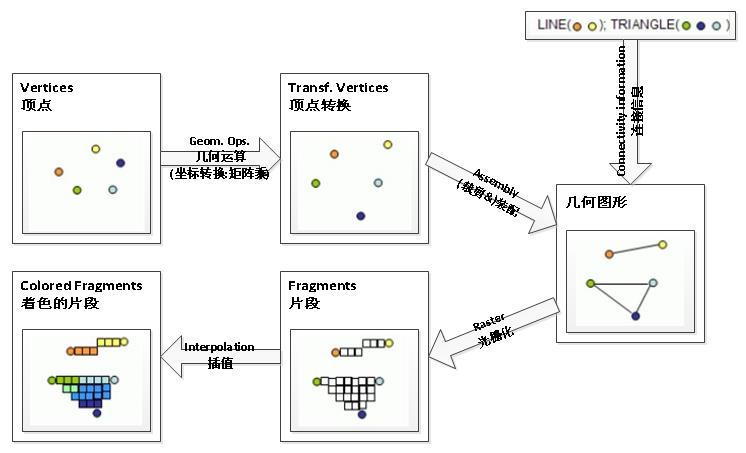 LINE( ); TRIANGLE( )
Connectivity information
连接信息
Vertices
顶点
Geom. Ops.
几何运算
(坐标转换:矩阵乘)
Transf. Vertices
顶点转换
Assembly
(裁剪&)装配
几何图形
Raster
光栅化
Fragments
片段
Interpolation
插值
Colored Fragments
着色的片段